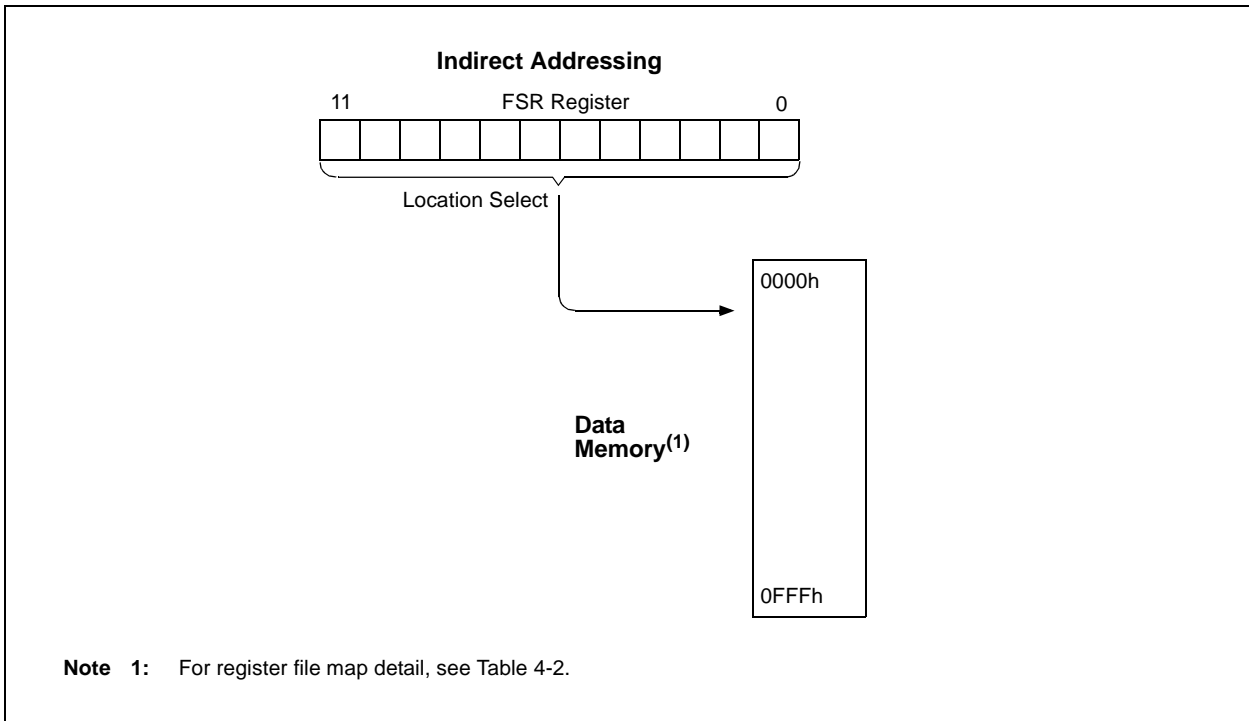 Indirect Addressing
11 FSR Register 0
Location Select
0000h
Data
Memory(1)
0FFFh
Note 1: For register file map detail, see Table 4-2.